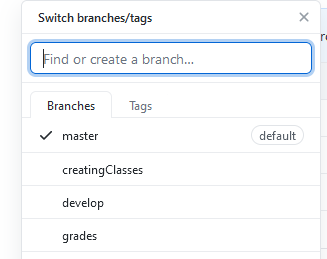 Switch branches/tags
Find or create a branch...
Branches Tags
master default
creatingClasses
develop
grades